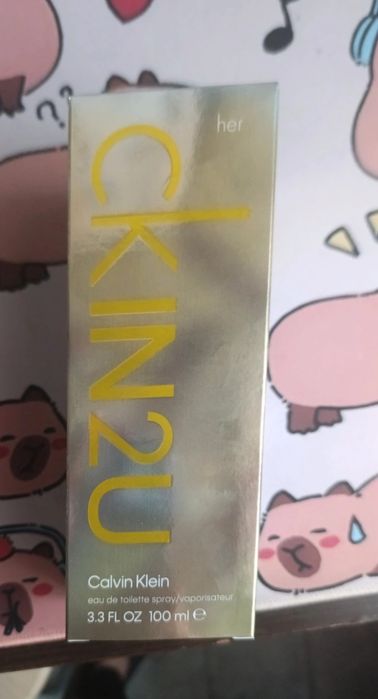 her
ckIN2U
Calvin Klein
eau de toilette spray/vaporisateur
3.3 FL OZ 100 ml ℮
??